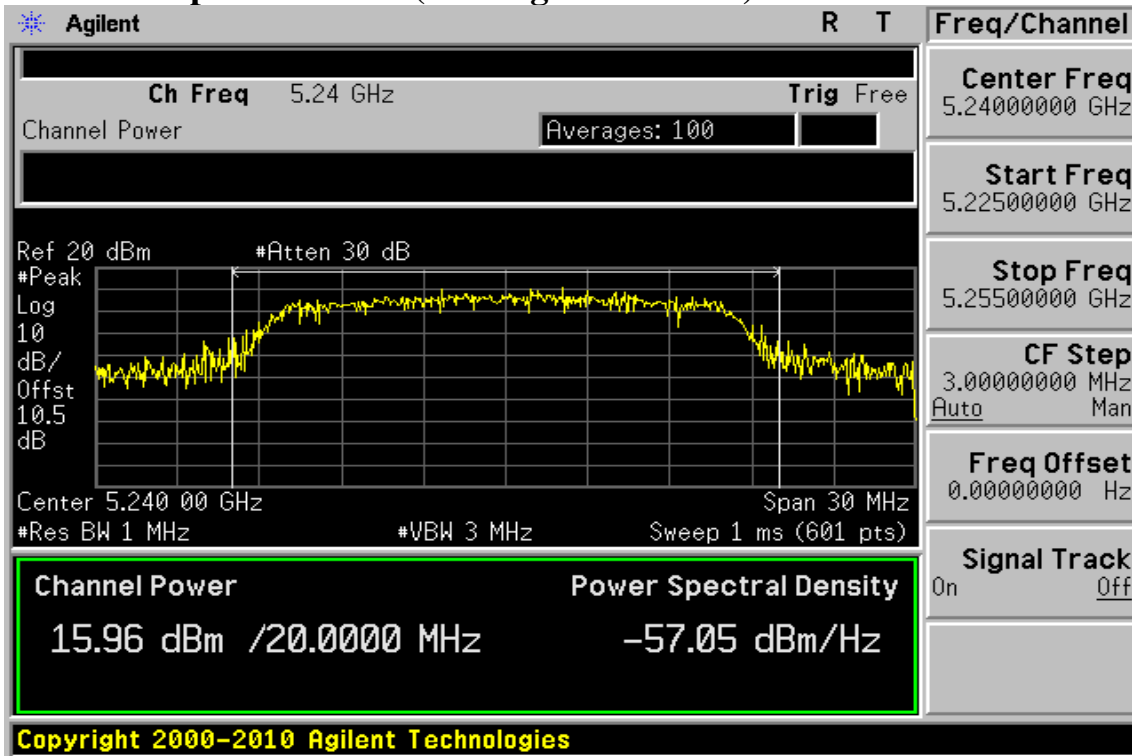 Agilent R T
Freq/Channel
Ch Freq 5.24 GHz Trig Free
Channel Power Averages: 100
Ref 20 dBm #Atten 30 dB
#Peak
Log
10
dB/
Offst
10.5
dB
Center 5.240 00 GHz Span 30 MHz
#Res BW 1 MHz #VBW 3 MHz Sweep 1 ms (601 pts)
Channel Power Power Spectral Density
15.96 dBm /20.0000 MHz -57.05 dBm/Hz
Copyright 2000-2010 Agilent Technologies
Center Freq
5.24000000 GHz
Start Freq
5.22500000 GHz
Stop Freq
5.25500000 GHz
CF Step
3.00000000 MHz
Auto Man
Freq Offset
0.00000000 Hz
Signal Track
On Off